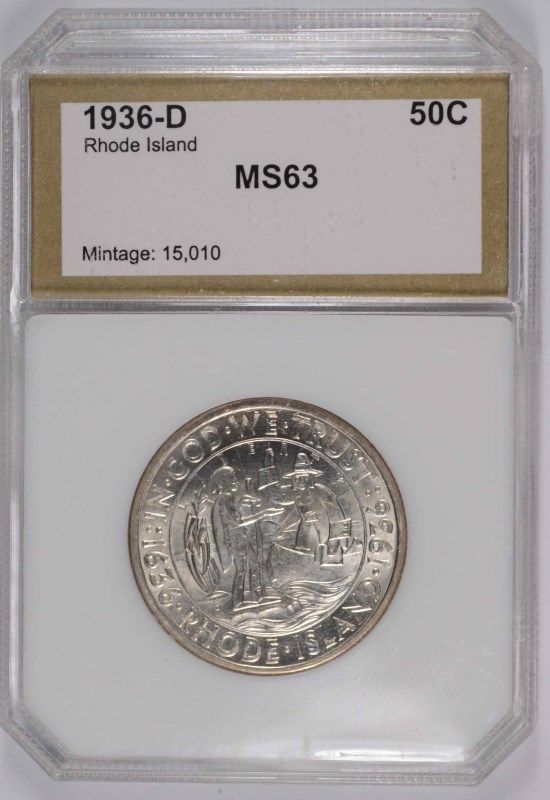 1936-D 50C
Rhode Island
MS63
Mintage: 15,010
1636·IN·GOD·WE·TRUST·1936
RHODE·ISLAND